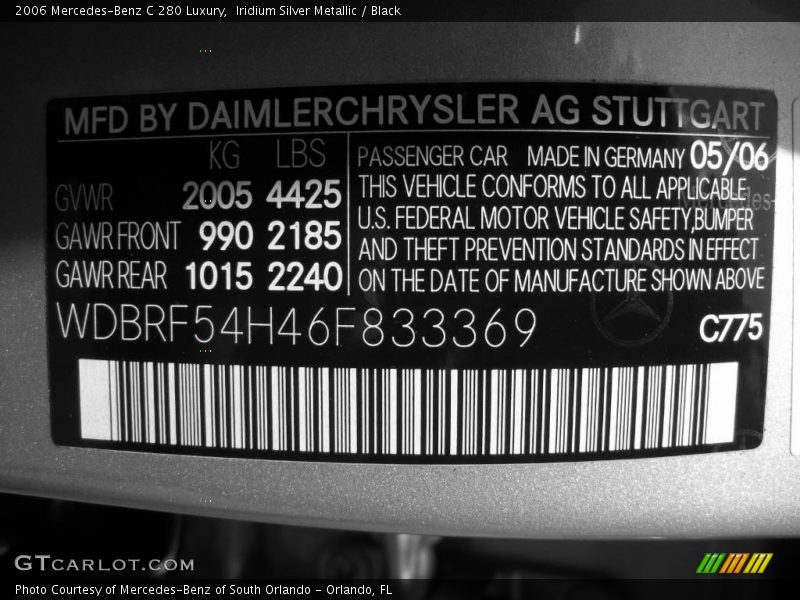 2006 Mercedes-Benz C 280 Luxury, Iridium Silver Metallic / Black
MFD BY DAIMLERCHRYSLER AG STUTTGART
KG LBS
GVWR 2005 4425
GAWR FRONT 990 2185
GAWR REAR 1015 2240
PASSENGER CAR MADE IN GERMANY 05/06
THIS VEHICLE CONFORMS TO ALL APPLICABLE
U.S. FEDERAL MOTOR VEHICLE SAFETY,BUMPER
AND THEFT PREVENTION STANDARDS IN EFFECT
ON THE DATE OF MANUFACTURE SHOWN ABOVE
WDBRF54H46F833369
C775
GTCARLOT.COM
Photo Courtesy of Mercedes-Benz of South Orlando - Orlando, FL